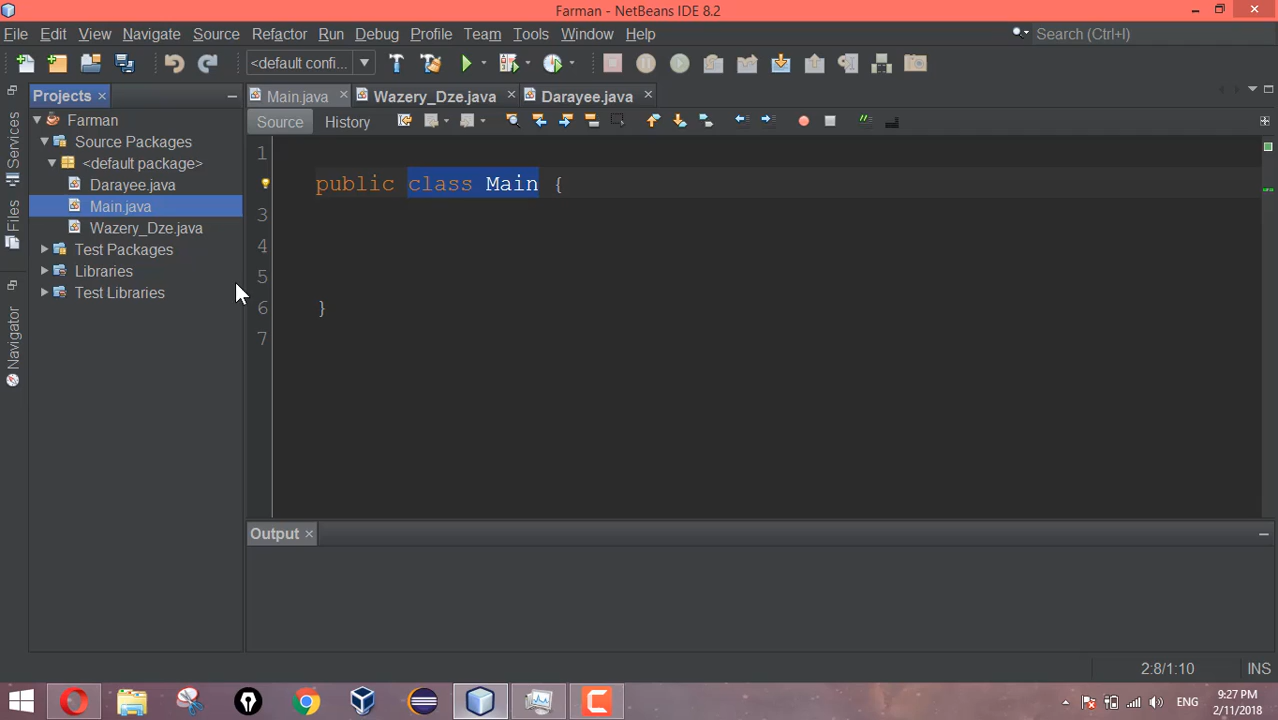 Farman - NetBeans IDE 8.2
File Edit View Navigate Source Refactor Run Debug Profile Team Tools Window Help
Search (Ctrl+I)
<default confi...
Projects
Main.java
Wazery_Dze.java
Darayee.java
Source History
Services
Files
Navigator
Farman
Source Packages
<default package>
Darayee.java
Main.java
Wazery_Dze.java
Test Packages
Libraries
Test Libraries
1
public class Main {
3
4
5
6 }
7
Output
2:8/1:10 INS
ENG
9:27 PM
2/11/2018